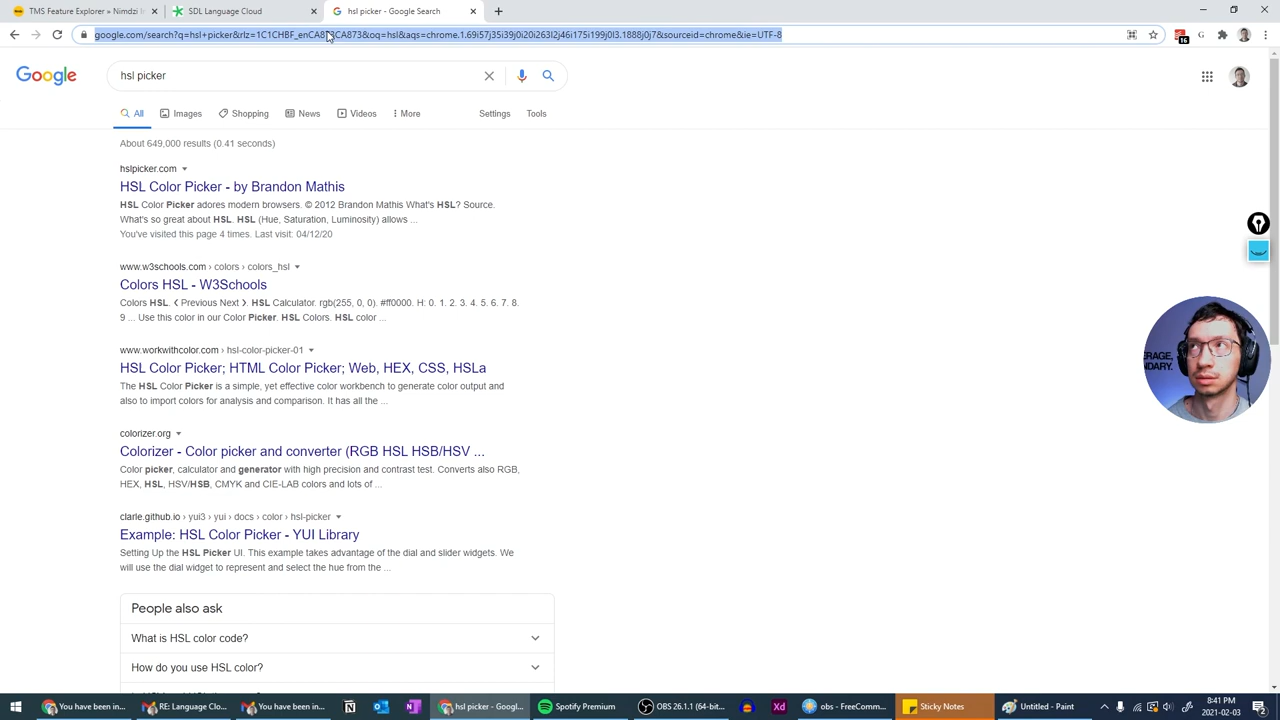 TMS Feature Explorer – Nimdzi In
SDL Language Cloud
hsl picker - Google Search
google.com/search?q=hsl+picker&rlz=1C1CHBF_enCA873CA873&oq=hsl&aqs=chrome.1.69i57j35i39j0i20i263l2j46i175i199j0l3.1888j0j7&sourceid=chrome&ie=UTF-8
16
Google
hsl picker
All
Images
Shopping
News
Videos
More
Settings
Tools
About 649,000 results (0.41 seconds)
hslpicker.com
HSL Color Picker - by Brandon Mathis
HSL Color Picker adores modern browsers. © 2012 Brandon Mathis What's HSL? Source.
What's so great about HSL. HSL (Hue, Saturation, Luminosity) allows ...
You've visited this page 4 times. Last visit: 04/12/20
www.w3schools.com › colors › colors_hsl
Colors HSL - W3Schools
Colors HSL. ❮ Previous Next ❯. HSL Calculator. rgb(255, 0, 0). #ff0000. H: 0. 1. 2. 3. 4. 5. 6. 7. 8.
9 ... Use this color in our Color Picker. HSL Colors. HSL color ...
www.workwithcolor.com › hsl-color-picker-01
HSL Color Picker; HTML Color Picker; Web, HEX, CSS, HSLa
The HSL Color Picker is a simple, yet effective color workbench to generate color output and
also to import colors for analysis and comparison. It has all the ...
ERAGE,
NDARY.
colorizer.org
Colorizer - Color picker and converter (RGB HSL HSB/HSV ...
Color picker, calculator and generator with high precision and contrast test. Converts also RGB,
HEX, HSL, HSV/HSB, CMYK and CIE-LAB colors and lots of ...
clarle.github.io › yui3 › yui › docs › color › hsl-picker
Example: HSL Color Picker - YUI Library
Setting Up the HSL Picker UI. This example takes advantage of the dial and slider widgets. We
will use the dial widget to represent and select the hue from the ...
People also ask
What is HSL color code?
How do you use HSL color?
You have been in...
RE: Language Clo...
You have been in...
hsl picker - Googl...
Spotify Premium
OBS 26.1.1 (64-bit...
Xd
obs - FreeComm...
Sticky Notes
Untitled - Paint
8:41 PM
2021-02-03